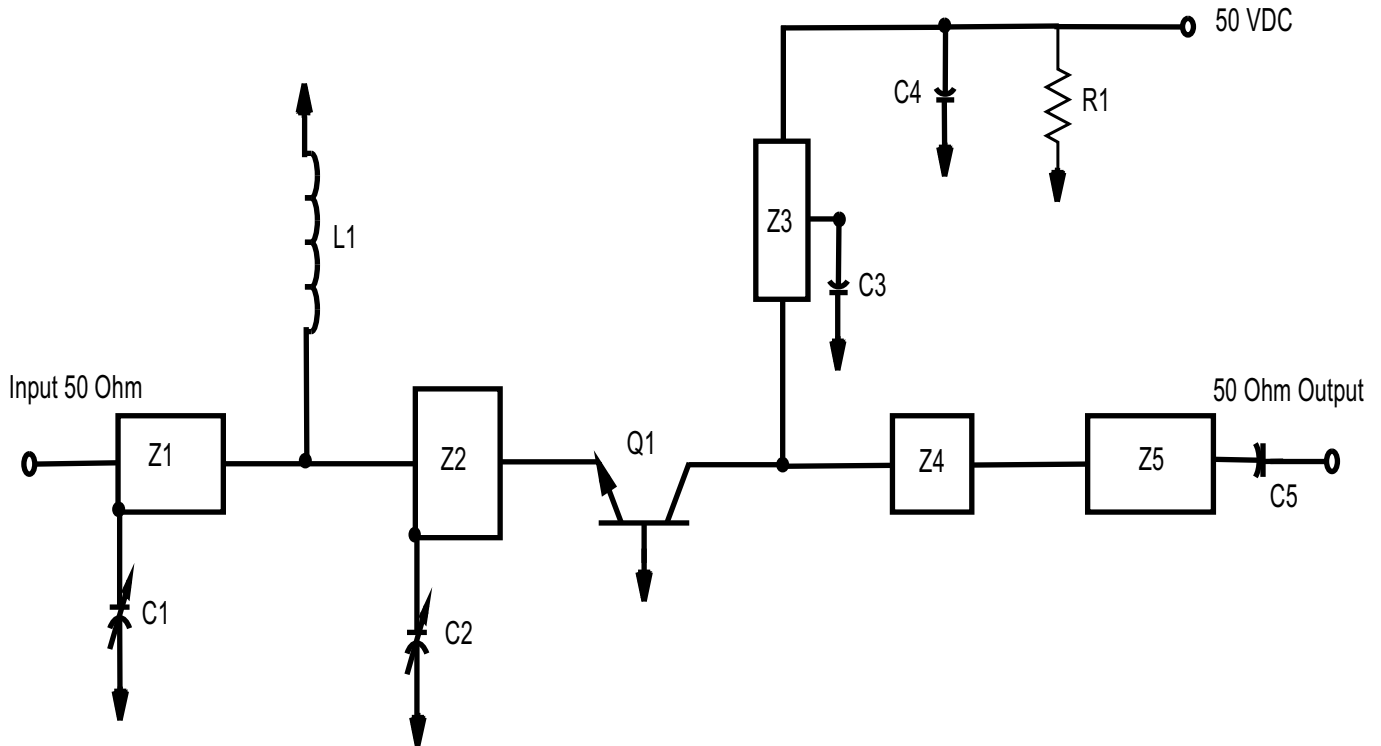 50 VDC
C4
R1
Z3
L1
C3
Input 50 Ohm
50 Ohm Output
Z1
Z2
Q1
Z4
Z5
C5
C1
C2